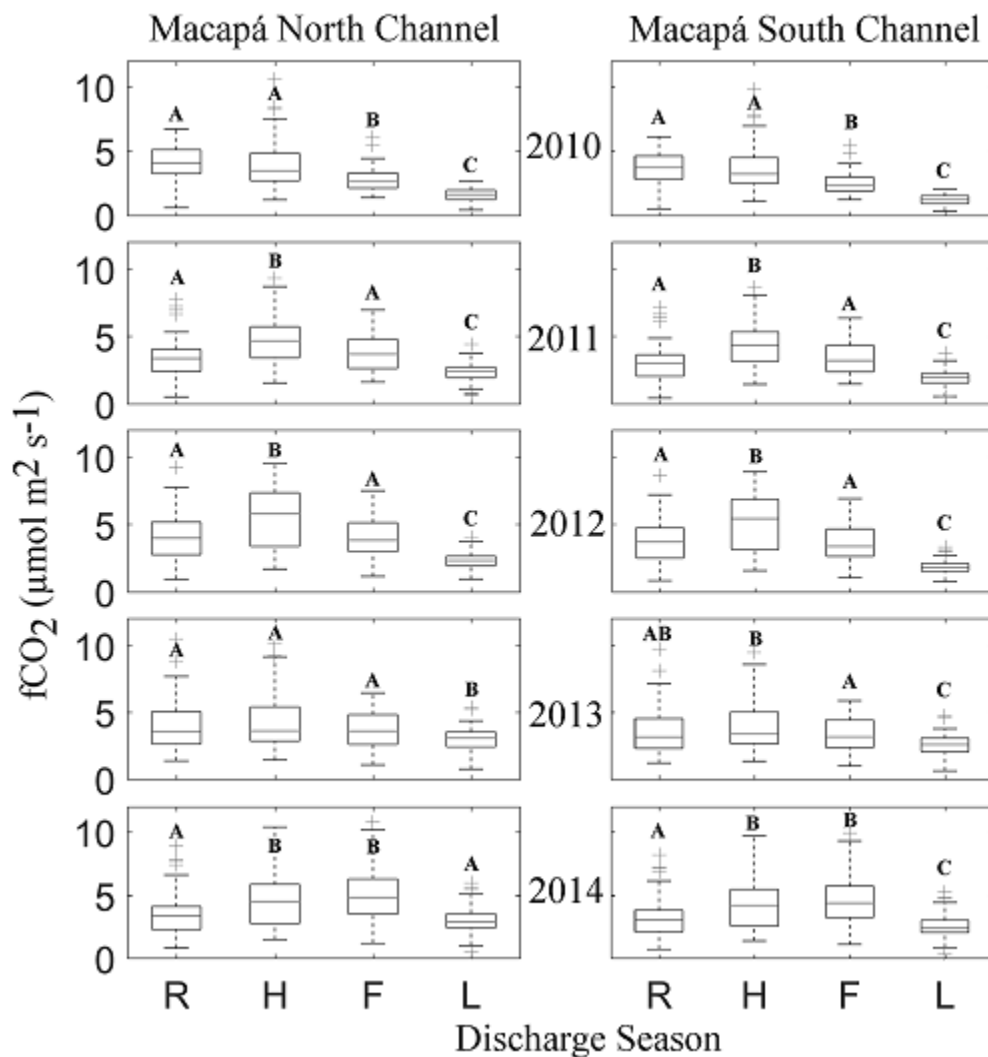 Macapá North Channel Macapá South Channel
10
5
0
A A B C
2010
A A B C
10
5
0
A B A C
2011
A B A C
10
5
0
A B A C
2012
A B A C
10
5
0
A A A B
2013
AB B A C
10
5
0
A B B A
2014
A B B C
fCO2 (µmol m2 s-1)
R H F L R H F L
Discharge Season